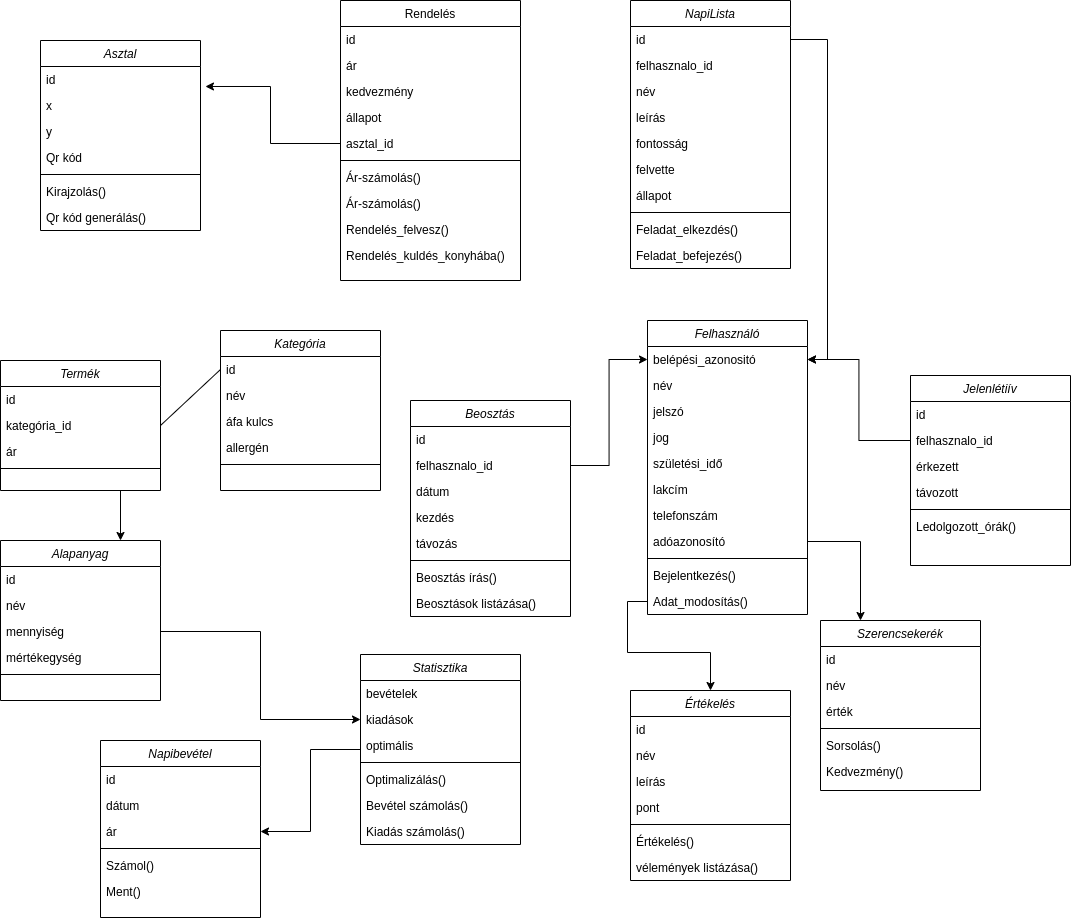 Asztal
id
x
y
Qr kód
Kirajzolás()
Qr kód generálás()
Rendelés
id
ár
kedvezmény
állapot
asztal_id
Ár-számolás()
Ár-számolás()
Rendelés_felvesz()
Rendelés_kuldés_konyhába()
NapiLista
id
felhasznalo_id
név
leírás
fontosság
felvette
állapot
Feladat_elkezdés()
Feladat_befejezés()
Termék
id
kategória_id
ár
Kategória
id
név
áfa kulcs
allergén
Beosztás
id
felhasznalo_id
dátum
kezdés
távozás
Beosztás írás()
Beosztások listázása()
Felhasználó
belépési_azonositó
név
jelszó
jog
születési_idő
lakcím
telefonszám
adóazonosító
Bejelentkezés()
Adat_modosítás()
Jelenlétiív
id
felhasznalo_id
érkezett
távozott
Ledolgozott_órák()
Alapanyag
id
név
mennyiség
mértékegység
Statisztika
bevételek
kiadások
optimális
Optimalizálás()
Bevétel számolás()
Kiadás számolás()
Szerencsekerék
id
név
érték
Sorsolás()
Kedvezmény()
Napibevétel
id
dátum
ár
Számol()
Ment()
Értékelés
id
név
leírás
pont
Értékelés()
vélemények listázása()